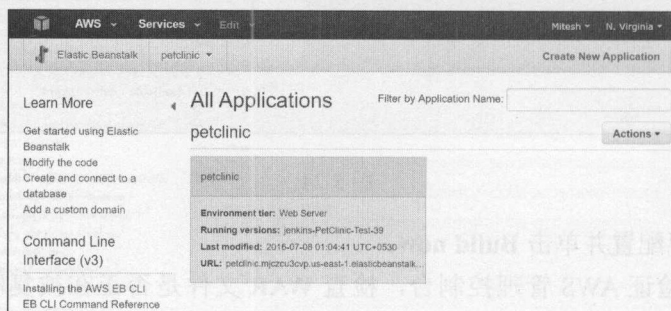 AWS Services Edit Mitesh N. Virginia
Elastic Beanstalk petclinic Create New Application
Learn More
Get started using Elastic
Beanstalk
Modify the code
Create and connect to a
database
Add a custom domain
Command Line
Interface (v3)
Installing the AWS EB CLI
EB CLI Command Reference
All Applications
Filter by Application Name:
petclinic
Actions
petclinic
Environment tier: Web Server
Running versions: jenkins-PetClinic-Test-39
Last modified: 2016-07-08 01:04:41 UTC+0530
URL: petclinic.mjczcu3cvp.us-east-1.elasticbeanstalk...